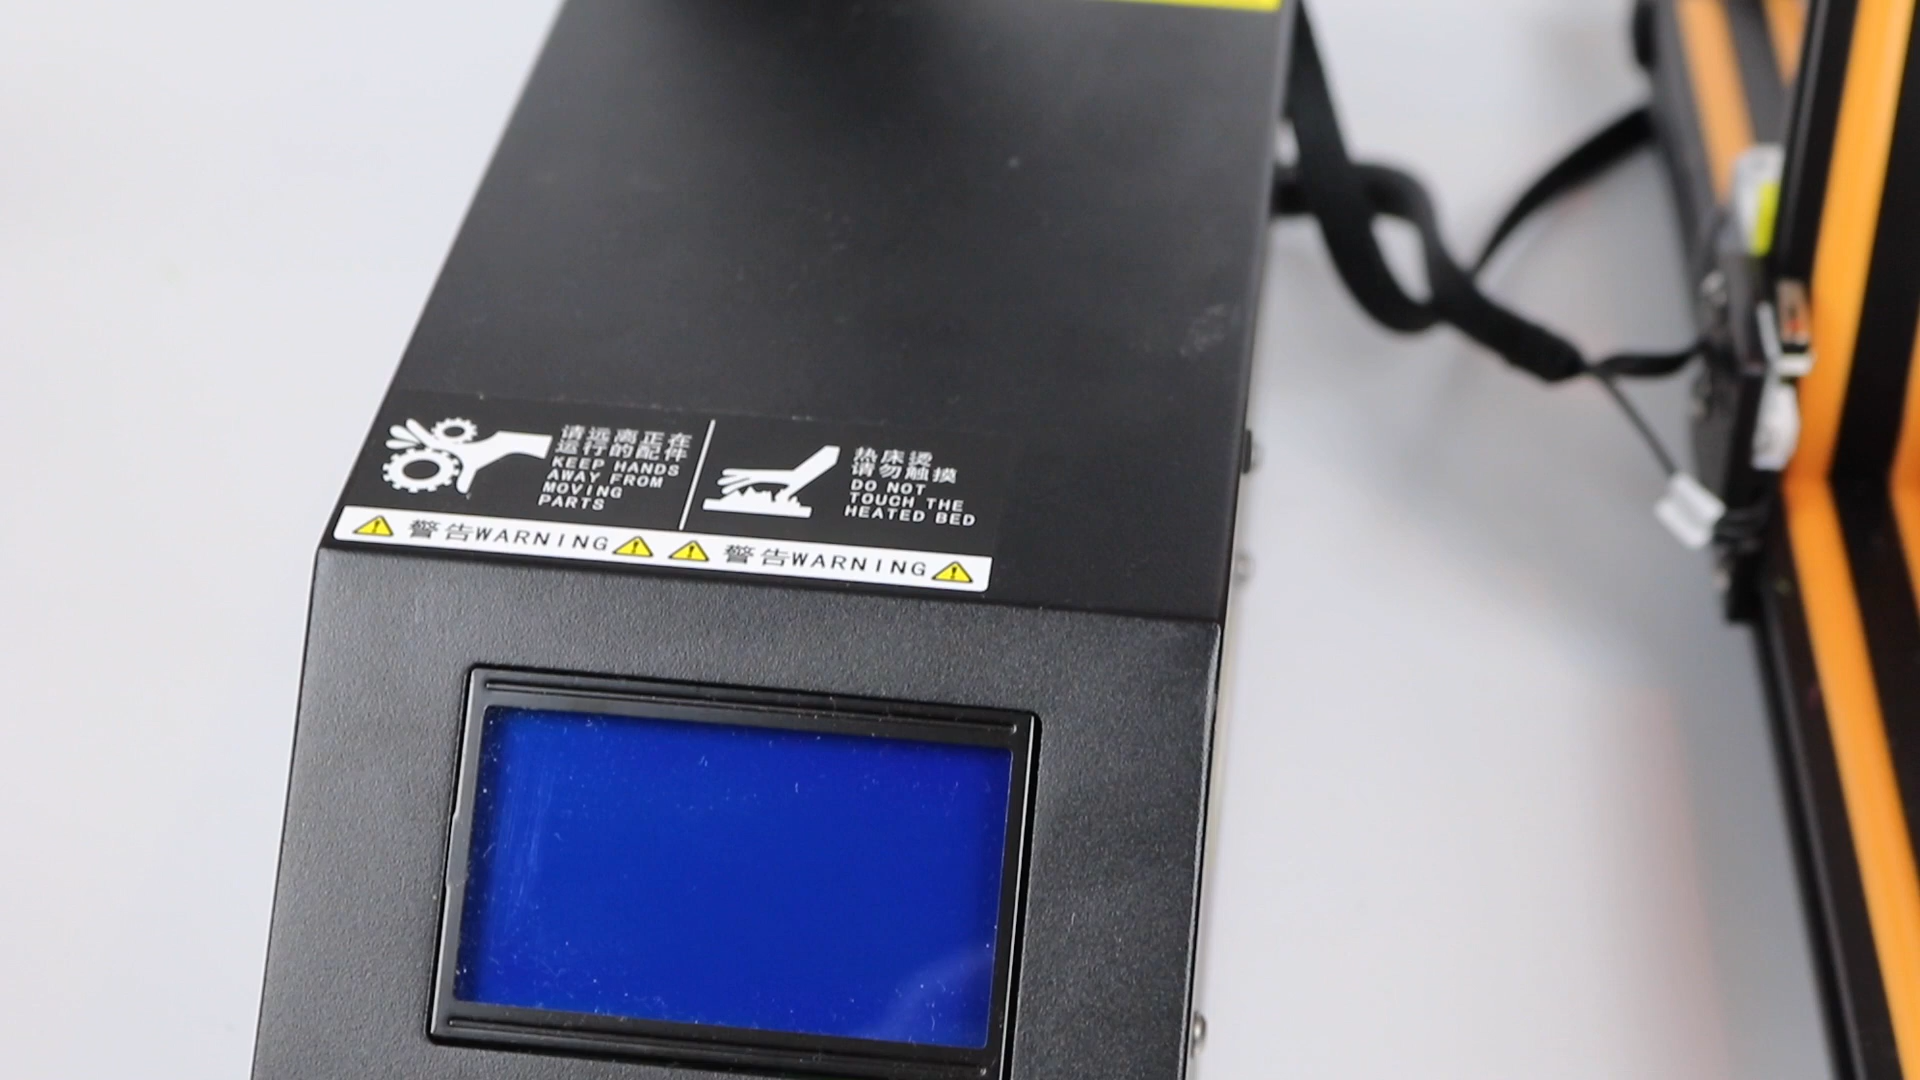 请远离正在
运行的配件
KEEP HANDS
AWAY FROM
MOVING
PARTS
热床烫
请勿触摸
DO NOT
TOUCH THE
HEATED BED
警告WARNING
警告WARNING